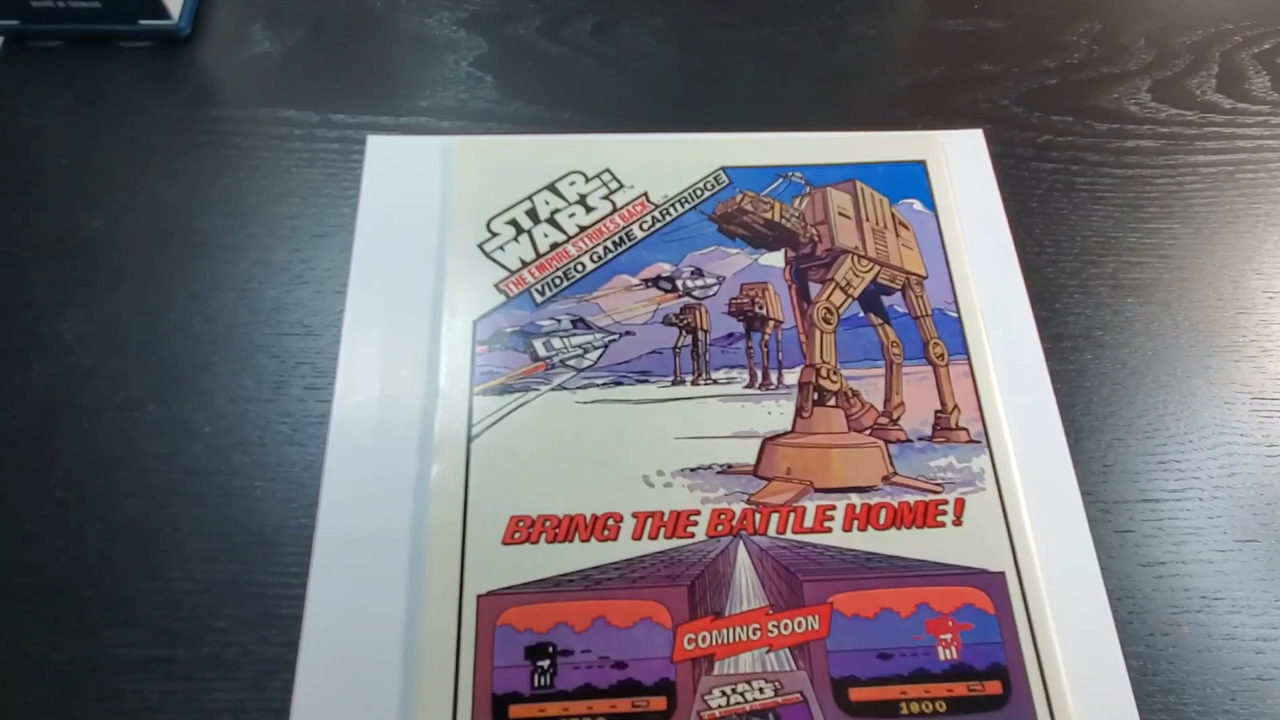 STAR
WARS:
THE EMPIRE STRIKES BACK
VIDEO GAME CARTRIDGE
BRING THE BATTLE HOME!
COMING SOON
STAR
WARS:
1800